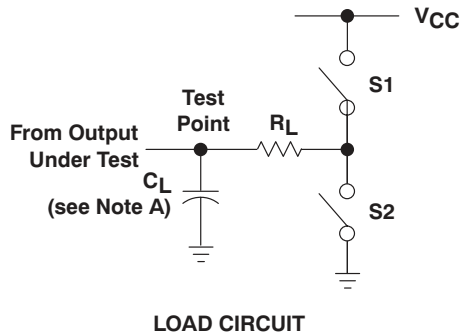 VCC
S1
Test
Point
RL
From Output
Under Test
CL
(see Note A)
S2
LOAD CIRCUIT